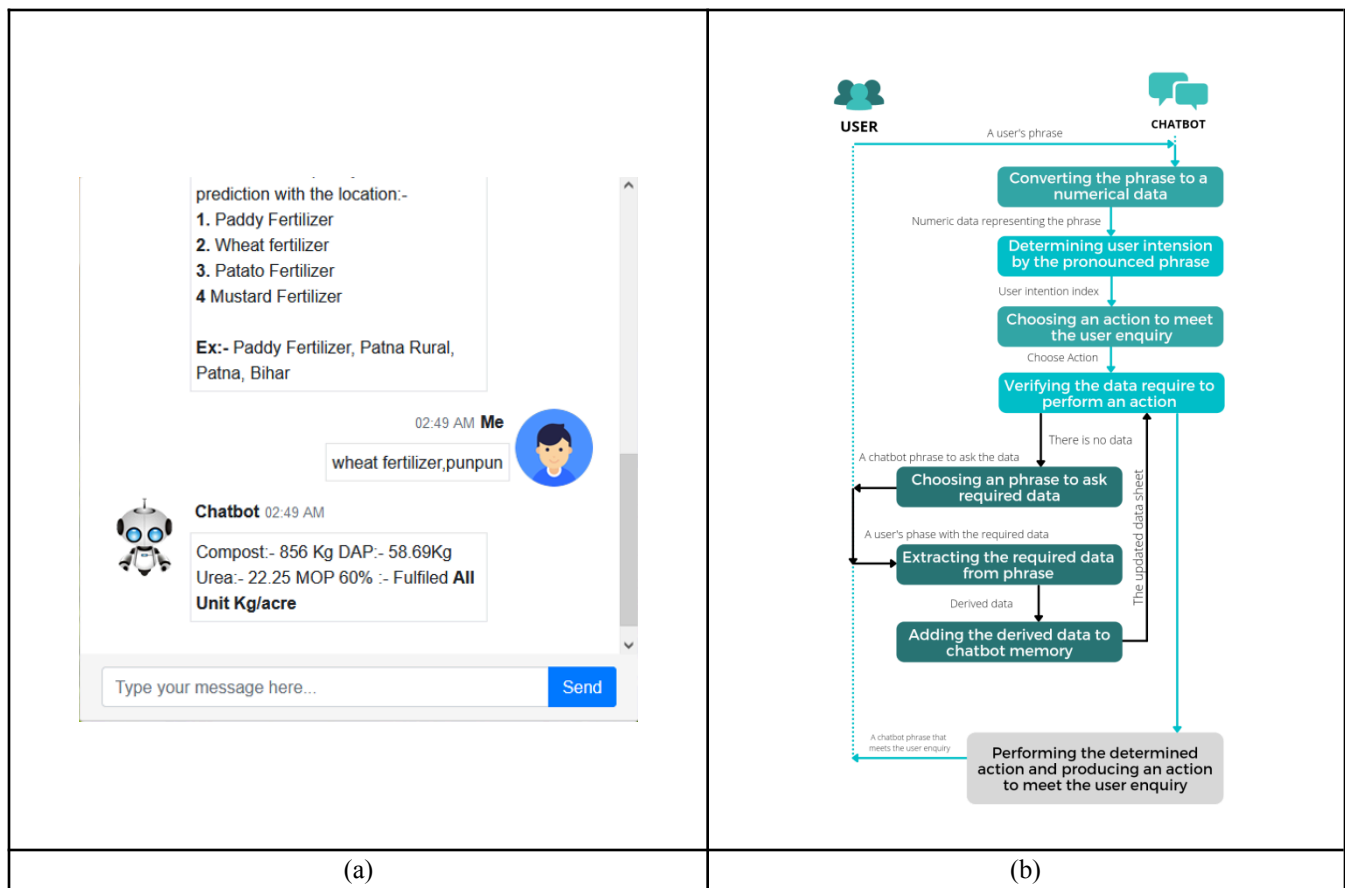 prediction with the location:-
1. Paddy Fertilizer
2. Wheat fertilizer
3. Patato Fertilizer
4 Mustard Fertilizer
Ex:- Paddy Fertilizer, Patna Rural,
Patna, Bihar
02:49 AM Me
wheat fertilizer,punpun
Chatbot 02:49 AM
Compost:- 856 Kg DAP:- 58.69Kg
Urea:- 22.25 MOP 60% :- Fulfiled All
Unit Kg/acre
Type your message here...
Send
(a)
USER
CHATBOT
A user's phrase
Converting the phrase to a
numerical data
Numeric data representing the phrase
Determining user intension
by the pronounced phrase
User intention index
Choosing an action to meet
the user enquiry
Choose Action
Verifying the data require to
perform an action
There is no data
A chatbot phrase to ask the data
Choosing an phrase to ask
required data
The updated data sheet
A user's phase with the required data
Extracting the required data
from phrase
Derived data
Adding the derived data to
chatbot memory
A chatbot phrase that
meets the user enquiry
Performing the determined
action and producing an action
to meet the user enquiry
(b)